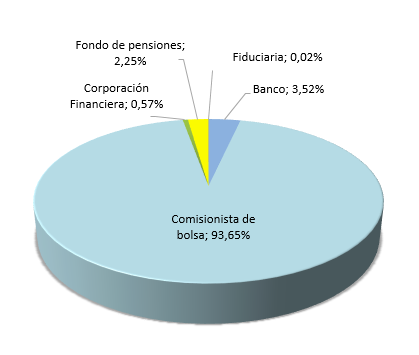 Fondo de pensiones;
2,25%
Fiduciaria; 0,02%
Corporación
Financiera; 0,57%
Banco; 3,52%
Comisionista de
bolsa; 93,65%